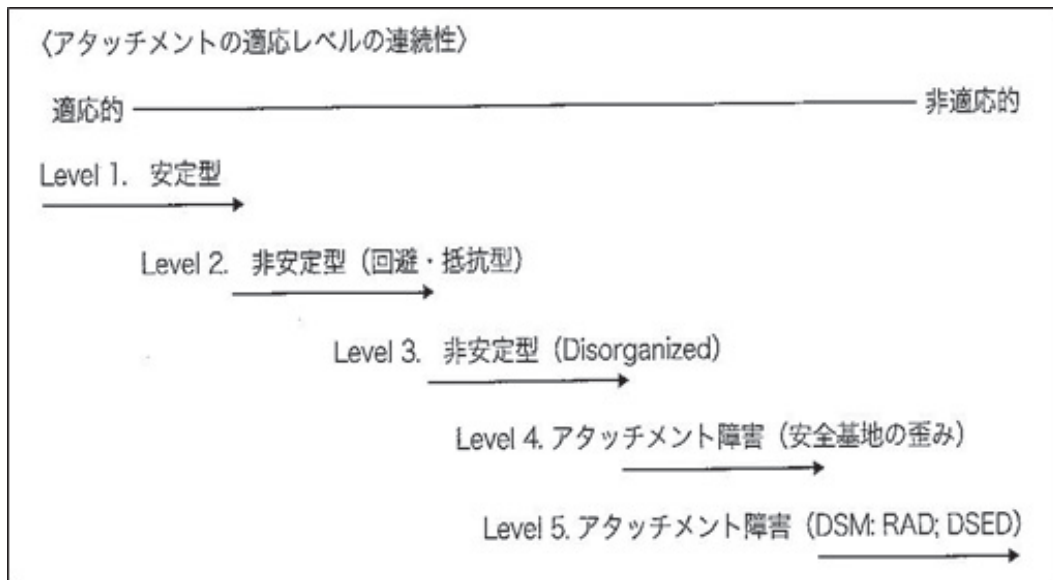 〈アタッチメントの適応レベルの連続性〉
適応的 非適応的
Level 1. 安定型
Level 2. 非安定型（回避・抵抗型）
Level 3. 非安定型（Disorganized）
Level 4. アタッチメント障害（安全基地の歪み）
Level 5. アタッチメント障害（DSM: RAD; DSED）